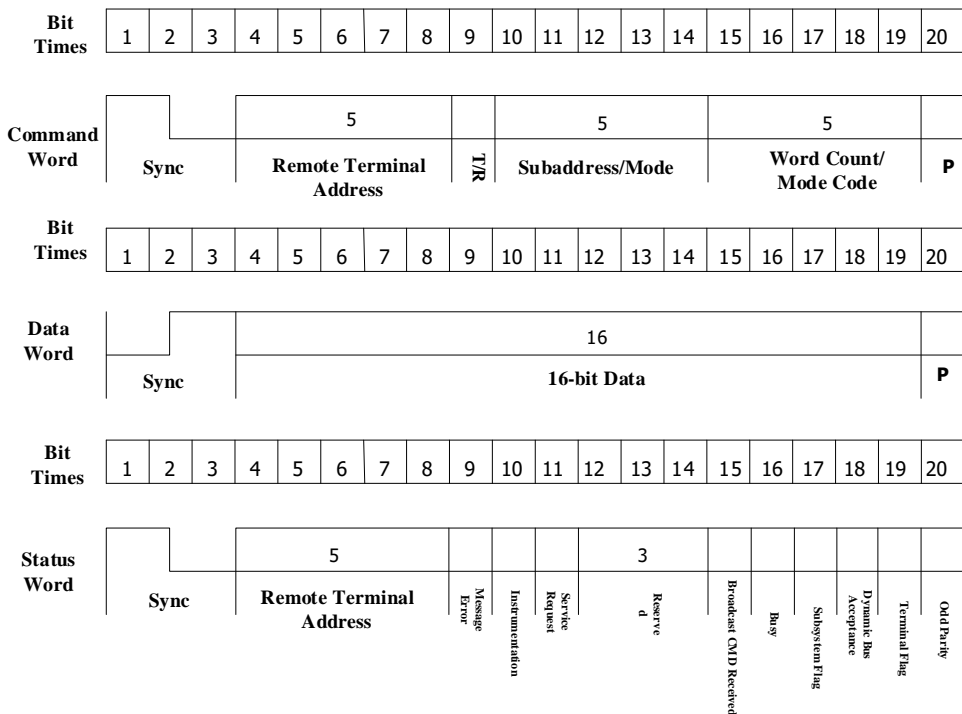 Bit
Times
1 2 3 4 5 6 7 8 9 10 11 12 13 14 15 16 17 18 19 20
Command
Word
5 5 5
Sync
Remote Terminal
Address
T/R
Subaddress/Mode
Word Count/
Mode Code
P
Bit
Times
1 2 3 4 5 6 7 8 9 10 11 12 13 14 15 16 17 18 19 20
Data
Word
16
Sync
16-bit Data
P
Bit
Times
1 2 3 4 5 6 7 8 9 10 11 12 13 14 15 16 17 18 19 20
Status
Word
5 3
Sync
Remote Terminal
Address
Message
Error
Instrumentation
Service
Request
Reserve
d
Broadcast CMD Received
Busy
Subsystem Flag
Dynamic Bus
Acceptance
Terminal Flag
Odd Parity